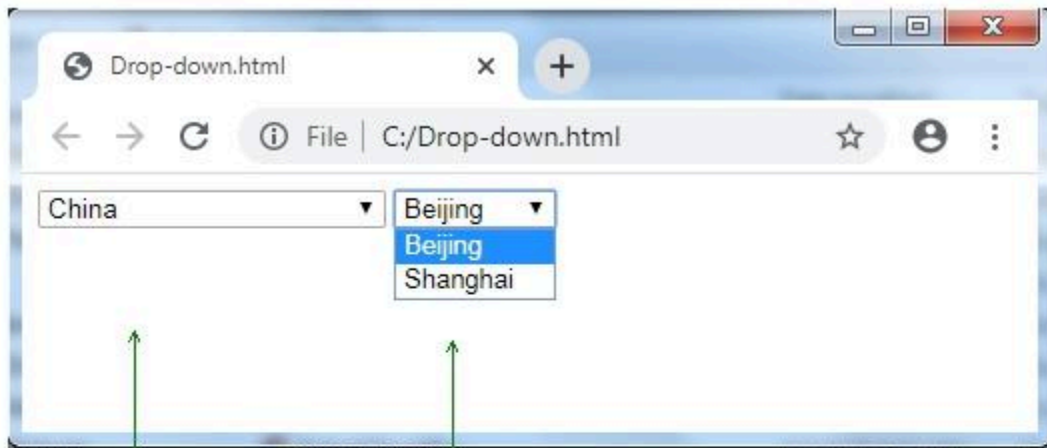 Drop-down.html
File | C:/Drop-down.html
China Beijing
Beijing
Shanghai